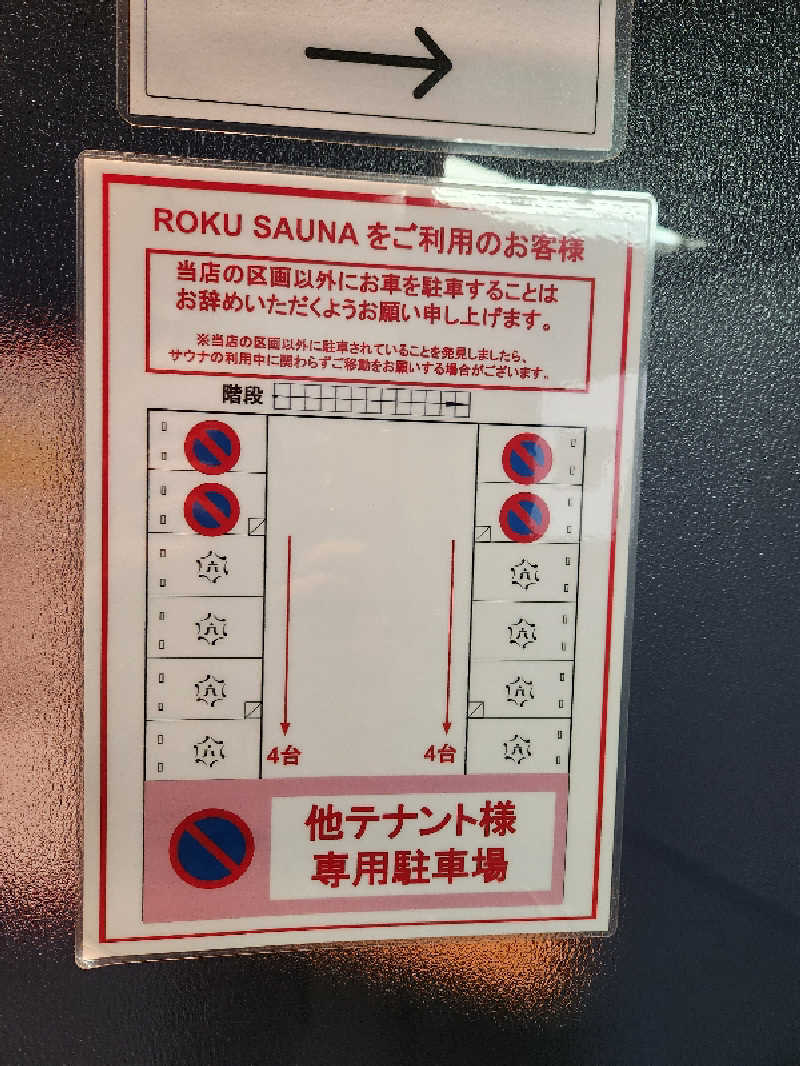 ROKU SAUNAをご利用のお客様
当店の区画以外にお車を駐車することは
お辞めいただくようお願い申し上げます。
※当店の区画以外に駐車されていることを発見しましたら、
サウナの利用中に関わらずご移動をお願いする場合がございます。
階段
4台
4台
他テナント様
専用駐車場